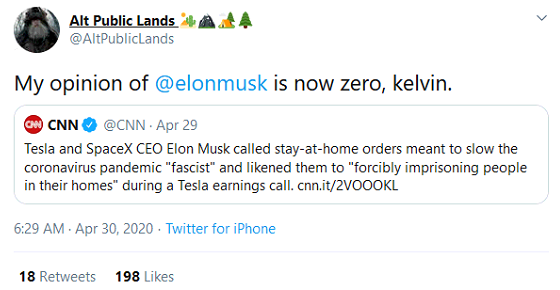 Alt Public Lands 🌵🏔🏕🌲
@AltPublicLands
My opinion of @elonmusk is now zero, kelvin.
CNN @CNN · Apr 29
Tesla and SpaceX CEO Elon Musk called stay-at-home orders meant to slow the
coronavirus pandemic "fascist" and likened them to "forcibly imprisoning people
in their homes" during a Tesla earnings call. cnn.it/2VOOOKL
6:29 AM · Apr 30, 2020 · Twitter for iPhone
18 Retweets 198 Likes